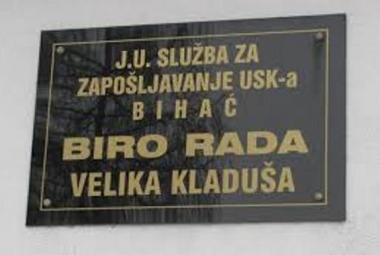 J.U. SLUŽBA ZA
ZAPOŠLJAVANJE USK-a
BIHAĆ
BIRO RADA
VELIKA KLADUŠA